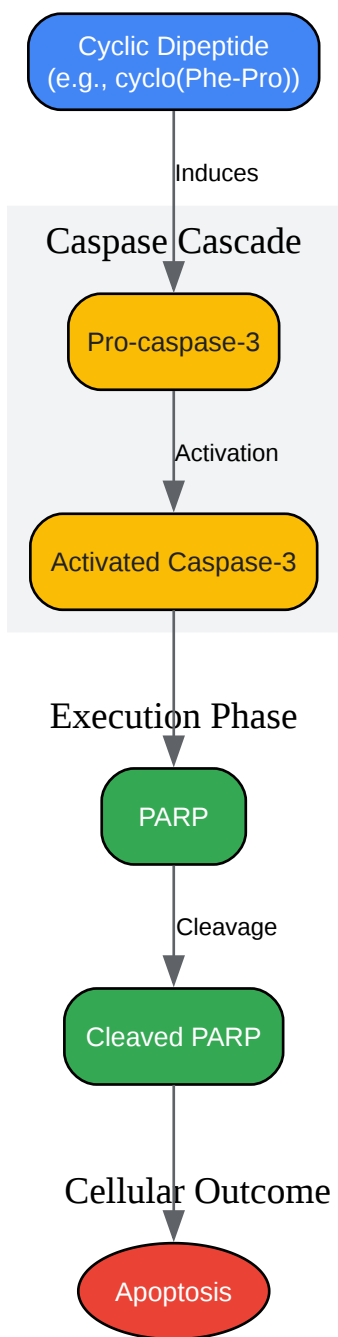 Cyclic Dipeptide
(e.g., cyclo(Phe-Pro))
Induces
Caspase Cascade
Pro-caspase-3
Activation
Activated Caspase-3
Execution Phase
PARP
Cleavage
Cleaved PARP
Cellular Outcome
Apoptosis